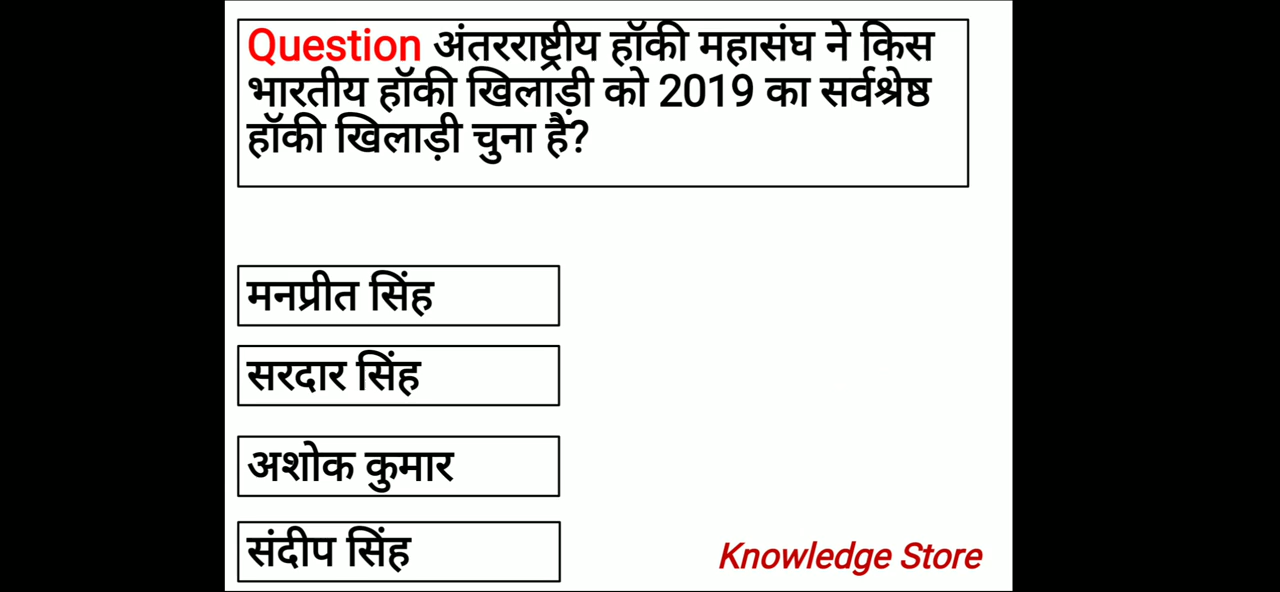 Question अंतरराष्ट्रीय हॉकी महासंघ ने किस
भारतीय हॉकी खिलाड़ी को 2019 का सर्वश्रेष्ठ
हॉकी खिलाड़ी चुना हैं?
मनप्रीत सिंह
सरदार सिंह
अशोक कुमार
संदीप सिंह
Knowledge Store